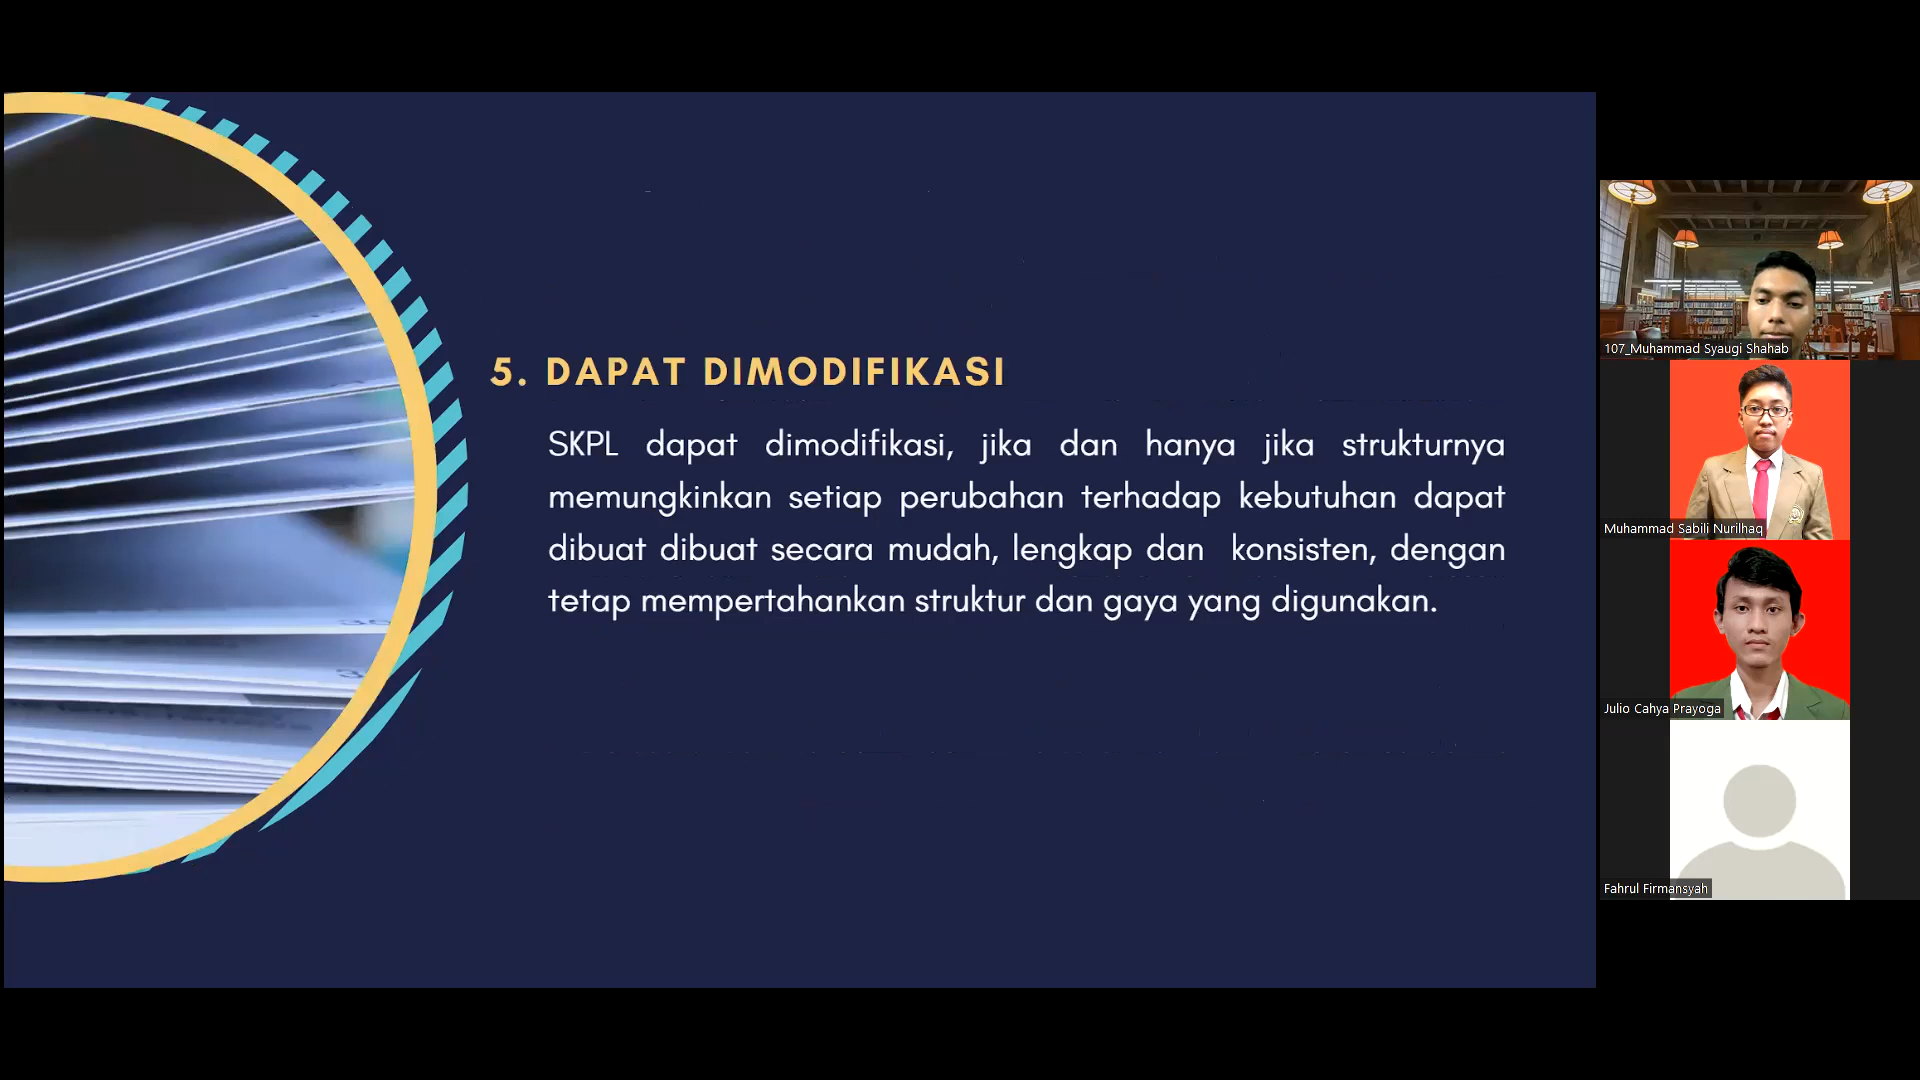 5. DAPAT DIMODIFIKASI
SKPL dapat dimodifikasi, jika dan hanya jika strukturnya
memungkinkan setiap perubahan terhadap kebutuhan dapat
dibuat dibuat secara mudah, lengkap dan konsisten, dengan
tetap mempertahankan struktur dan gaya yang digunakan.
107_Muhammad Syaugi Shahab
Muhammad Sabili Nurilhaq
Julio Cahya Prayoga
Fahrul Firmansyah